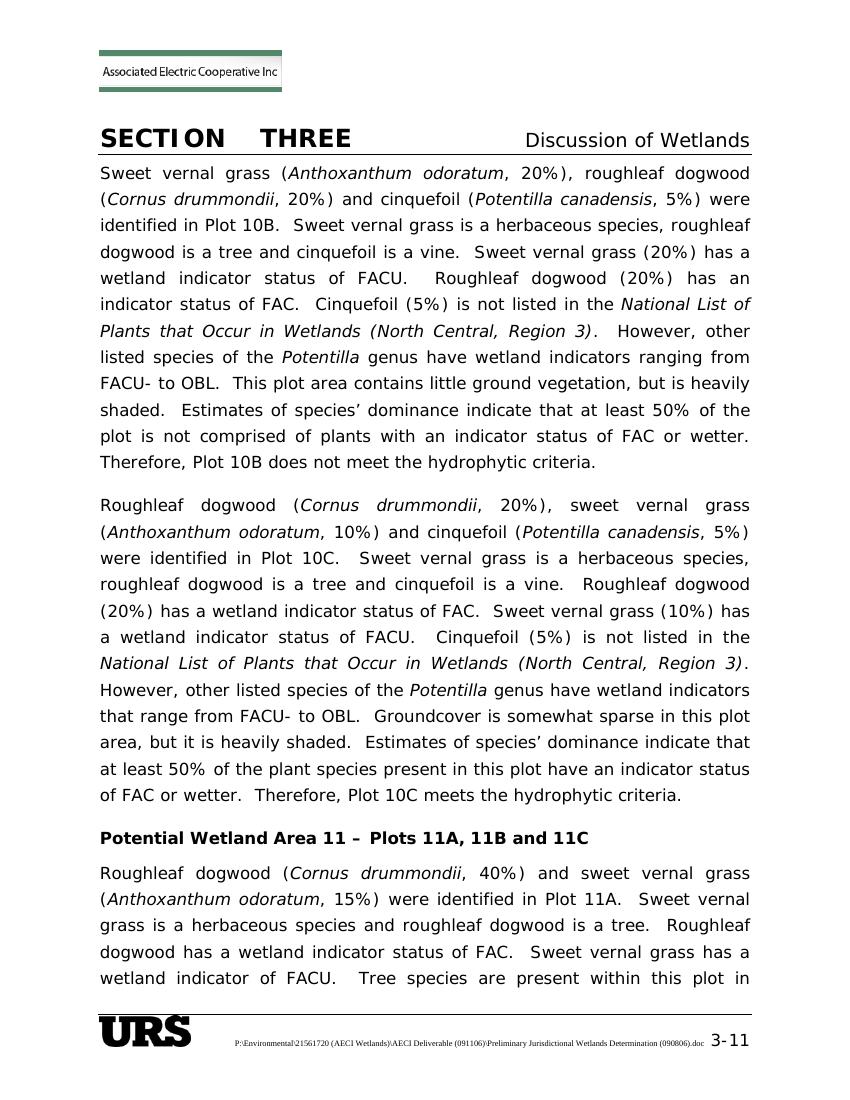 Associated Electric Cooperative Inc
SECTION THREE Discussion of Wetlands
Sweet vernal grass (Anthoxanthum odoratum, 20%), roughleaf dogwood
(Cornus drummondii, 20%) and cinquefoil (Potentilla canadensis, 5%) were
identified in Plot 10B. Sweet vernal grass is a herbaceous species, roughleaf
dogwood is a tree and cinquefoil is a vine. Sweet vernal grass (20%) has a
wetland indicator status of FACU. Roughleaf dogwood (20%) has an
indicator status of FAC. Cinquefoil (5%) is not listed in the National List of
Plants that Occur in Wetlands (North Central, Region 3). However, other
listed species of the Potentilla genus have wetland indicators ranging from
FACU- to OBL. This plot area contains little ground vegetation, but is heavily
shaded. Estimates of species’ dominance indicate that at least 50% of the
plot is not comprised of plants with an indicator status of FAC or wetter.
Therefore, Plot 10B does not meet the hydrophytic criteria.
Roughleaf dogwood (Cornus drummondii, 20%), sweet vernal grass
(Anthoxanthum odoratum, 10%) and cinquefoil (Potentilla canadensis, 5%)
were identified in Plot 10C. Sweet vernal grass is a herbaceous species,
roughleaf dogwood is a tree and cinquefoil is a vine. Roughleaf dogwood
(20%) has a wetland indicator status of FAC. Sweet vernal grass (10%) has
a wetland indicator status of FACU. Cinquefoil (5%) is not listed in the
National List of Plants that Occur in Wetlands (North Central, Region 3).
However, other listed species of the Potentilla genus have wetland indicators
that range from FACU- to OBL. Groundcover is somewhat sparse in this plot
area, but it is heavily shaded. Estimates of species’ dominance indicate that
at least 50% of the plant species present in this plot have an indicator status
of FAC or wetter. Therefore, Plot 10C meets the hydrophytic criteria.
Potential Wetland Area 11 – Plots 11A, 11B and 11C
Roughleaf dogwood (Cornus drummondii, 40%) and sweet vernal grass
(Anthoxanthum odoratum, 15%) were identified in Plot 11A. Sweet vernal
grass is a herbaceous species and roughleaf dogwood is a tree. Roughleaf
dogwood has a wetland indicator status of FAC. Sweet vernal grass has a
wetland indicator of FACU. Tree species are present within this plot in
URS P:\Environmental\21561720 (AECI Wetlands)\AECI Deliverable (091106)\Preliminary Jurisdictional Wetlands Determination (090806).doc 3-11